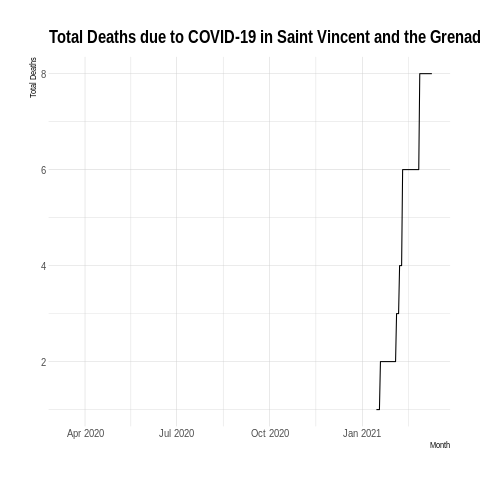 Total Deaths due to COVID-19 in Saint Vincent and the Grenad
Total Deaths
8
6
4
2
Apr 2020 Jul 2020 Oct 2020 Jan 2021
Month